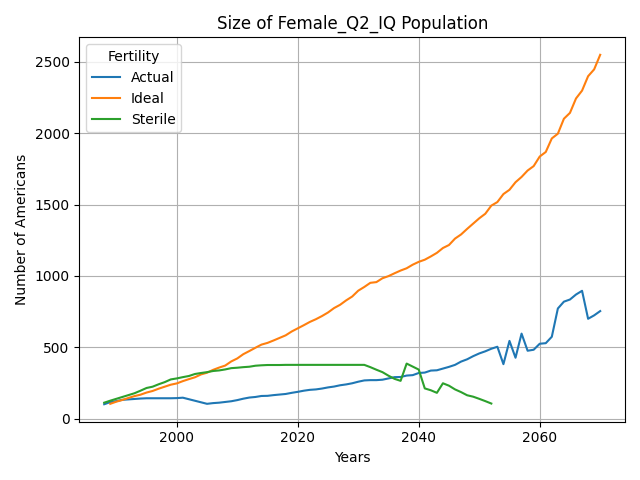 Size of Female_Q2_IQ Population
Fertility
Actual
Ideal
Sterile
Number of Americans
2500
2000
1500
1000
500
0
2000
2020
2040
2060
Years